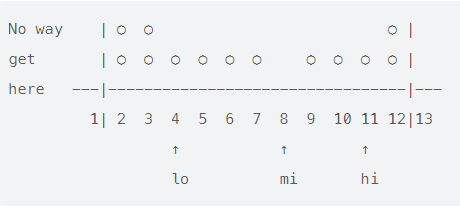 No way | ○ ○ ○ |
get | ○ ○ ○ ○ ○ ○ ○ ○ ○ ○ |
here ---|---------------------------------|---
1| 2 3 4 5 6 7 8 9 10 11 12|13
↑ ↑ ↑
lo mi hi